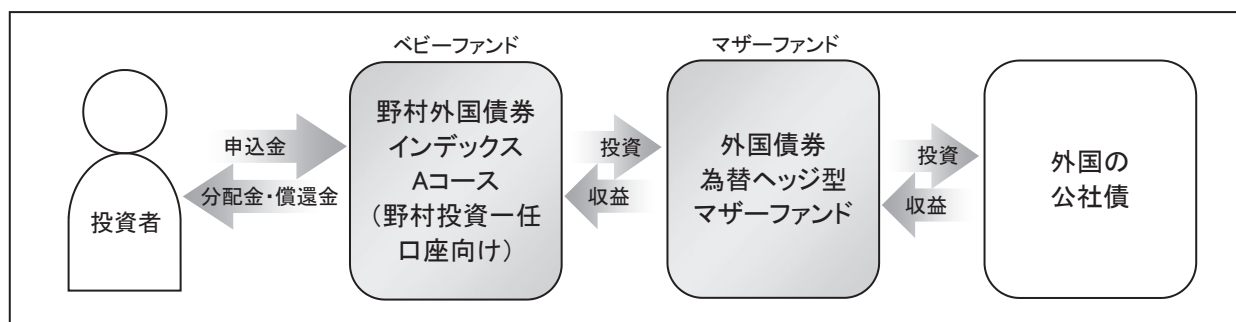 ベビーファンド
マザーファンド
投資者
申込金
分配金・償還金
野村外国債券
インデックス
Aコース
(野村投資一任
口座向け)
投資
収益
外国債券
為替ヘッジ型
マザーファンド
投資
収益
外国の
公社債